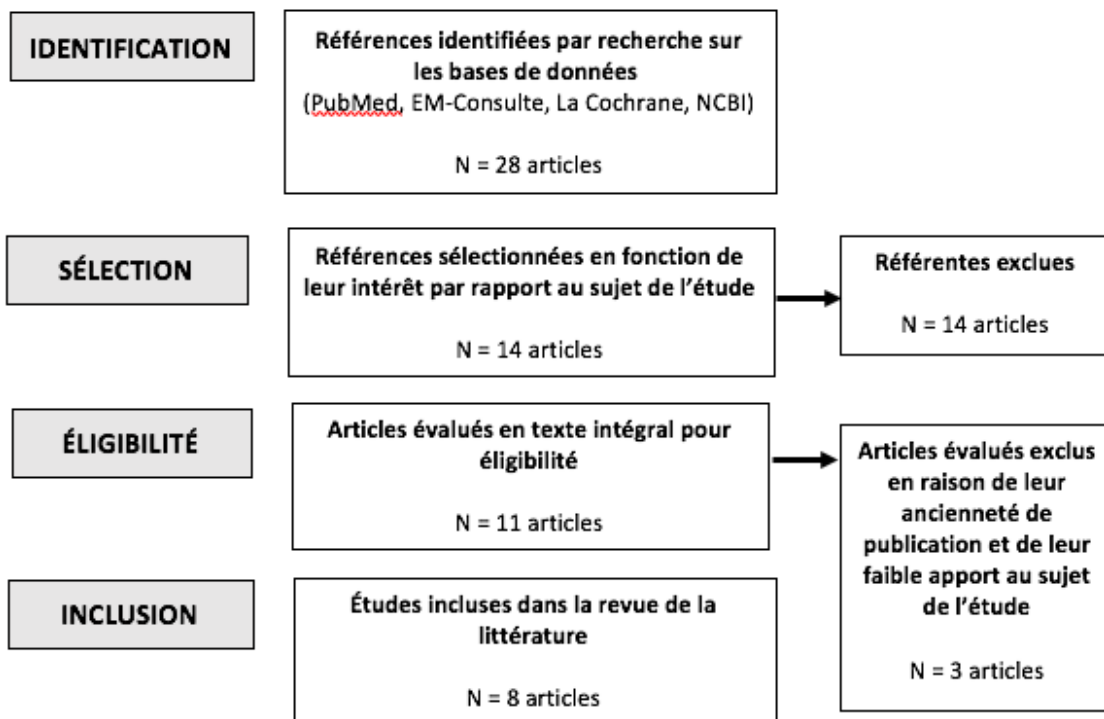 IDENTIFICATION
Références identifiées par recherche sur
les bases de données
(PubMed, EM-Consulte, La Cochrane, NCBI)
N = 28 articles
SÉLECTION
Références sélectionnées en fonction de
leur intérêt par rapport au sujet de l'étude
N = 14 articles
Référentes exclues
N = 14 articles
ÉLIGIBILITÉ
Articles évalués en texte intégral pour
éligibilité
N = 11 articles
Articles évalués exclus
en raison de leur
ancienneté de
publication et de leur
faible apport au sujet
de l'étude
N = 3 articles
INCLUSION
Études incluses dans la revue de la
littérature
N = 8 articles